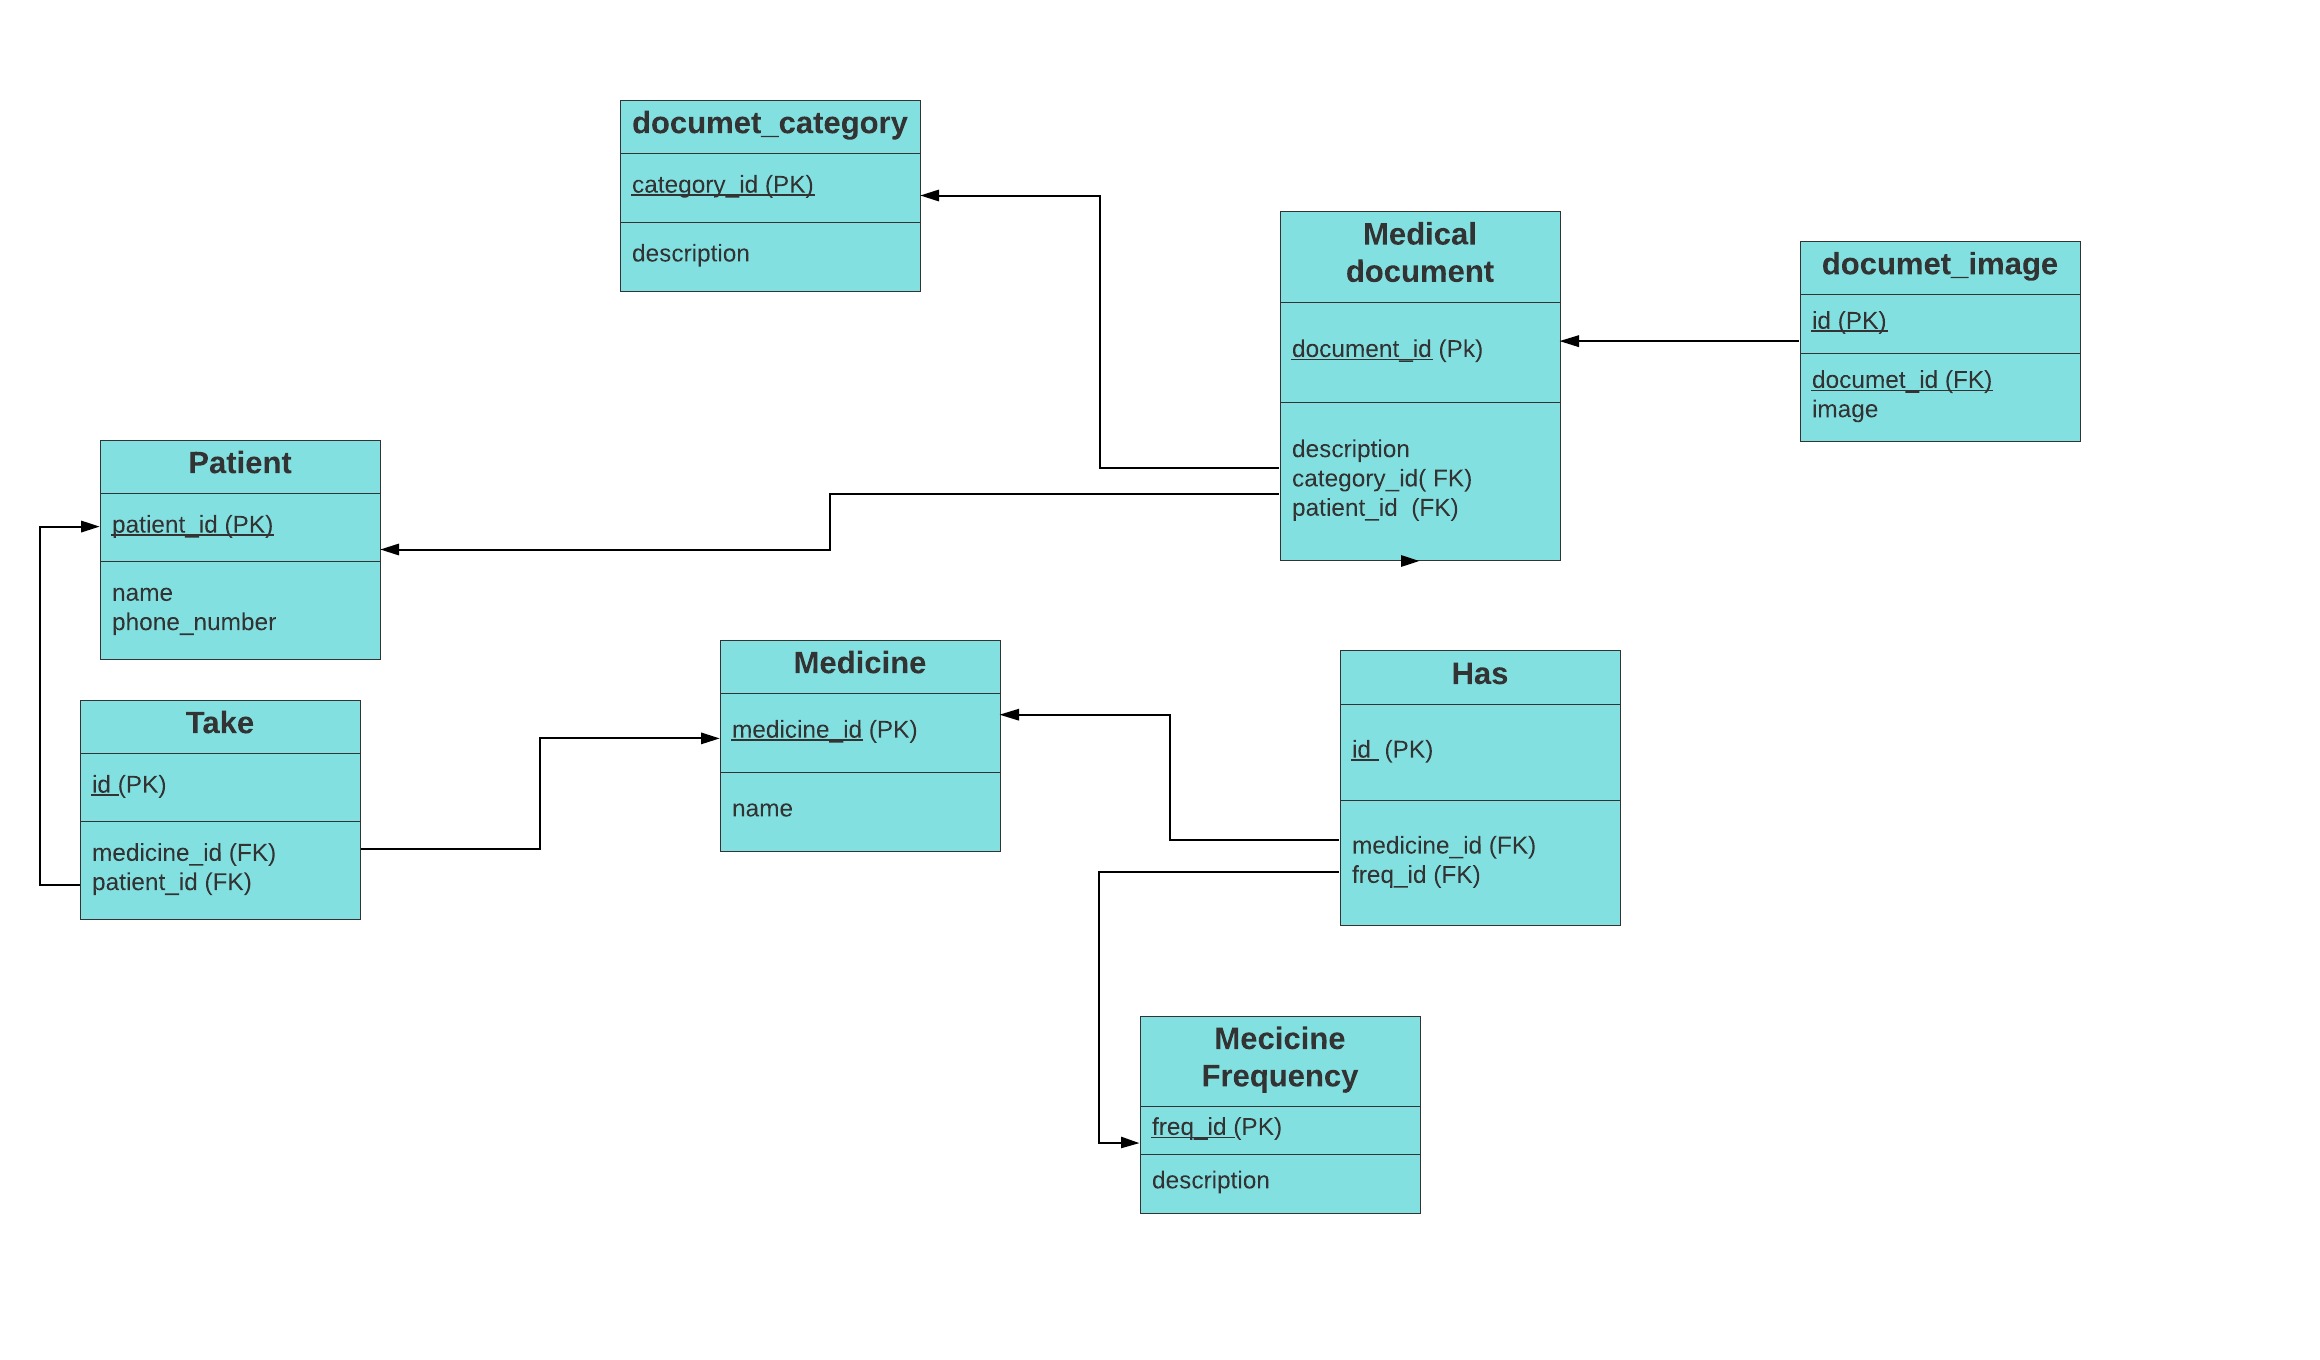 documet_category
category_id (PK)
description
Medical
document
document_id (Pk)
description
category_id( FK)
patient_id  (FK)
documet_image
id (PK)
documet_id (FK)
image
Patient
patient_id (PK)
name
phone_number
Take
id (PK)
medicine_id (FK)
patient_id (FK)
Medicine
medicine_id (PK)
name
Has
id  (PK)
medicine_id (FK)
freq_id (FK)
Mecicine
Frequency
freq_id (PK)
description